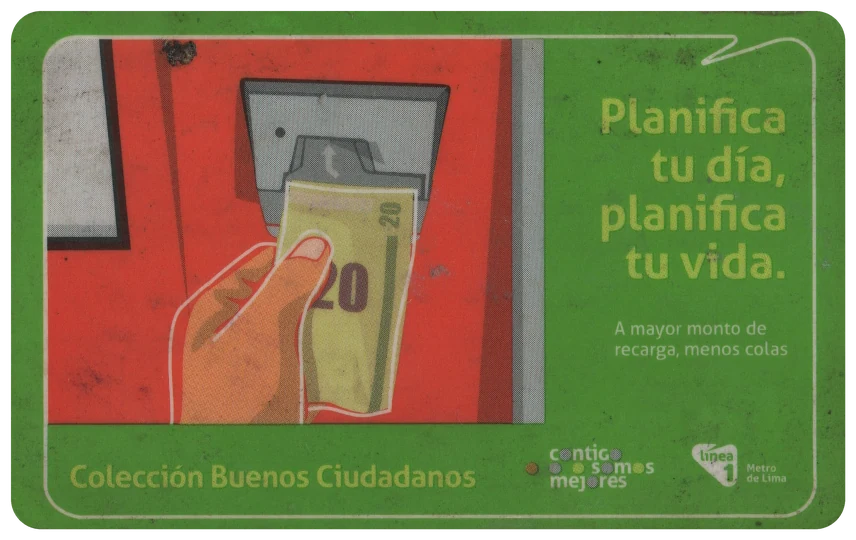 Planifica
tu día,
planifica
tu vida.
A mayor monto de
recarga, menos colas
20
20
Colección Buenos Ciudadanos
contigo
somos
mejores
línea
1
Metro
de Lima